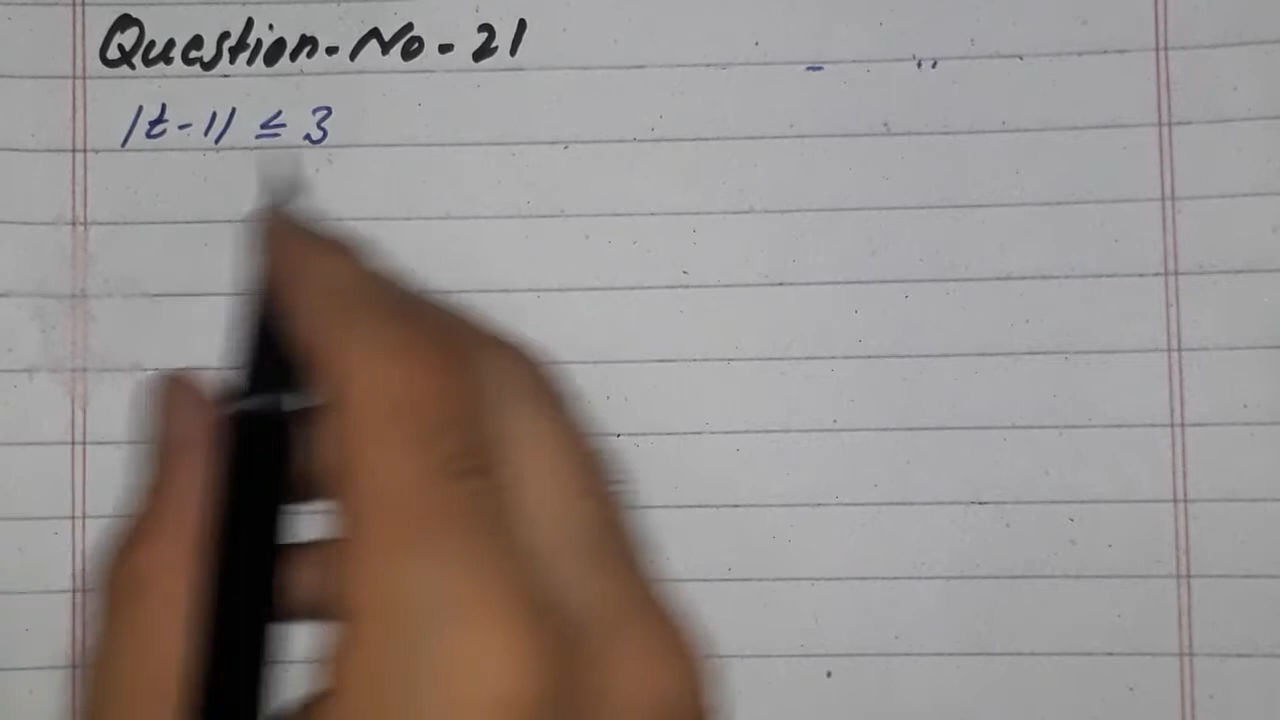 Question-No-21
|t-1| ≤ 3